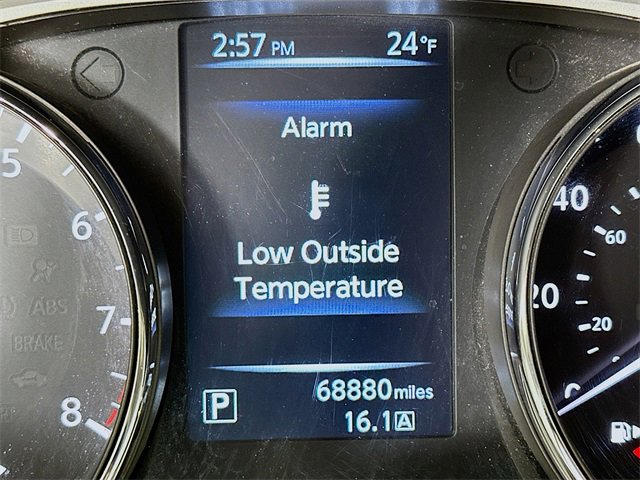 2:57 PM 24°F
Alarm
Low Outside
Temperature
68880 miles
P
16.1 A
5
6
7
8
ABS
BRAKE
40
60
20
20
0